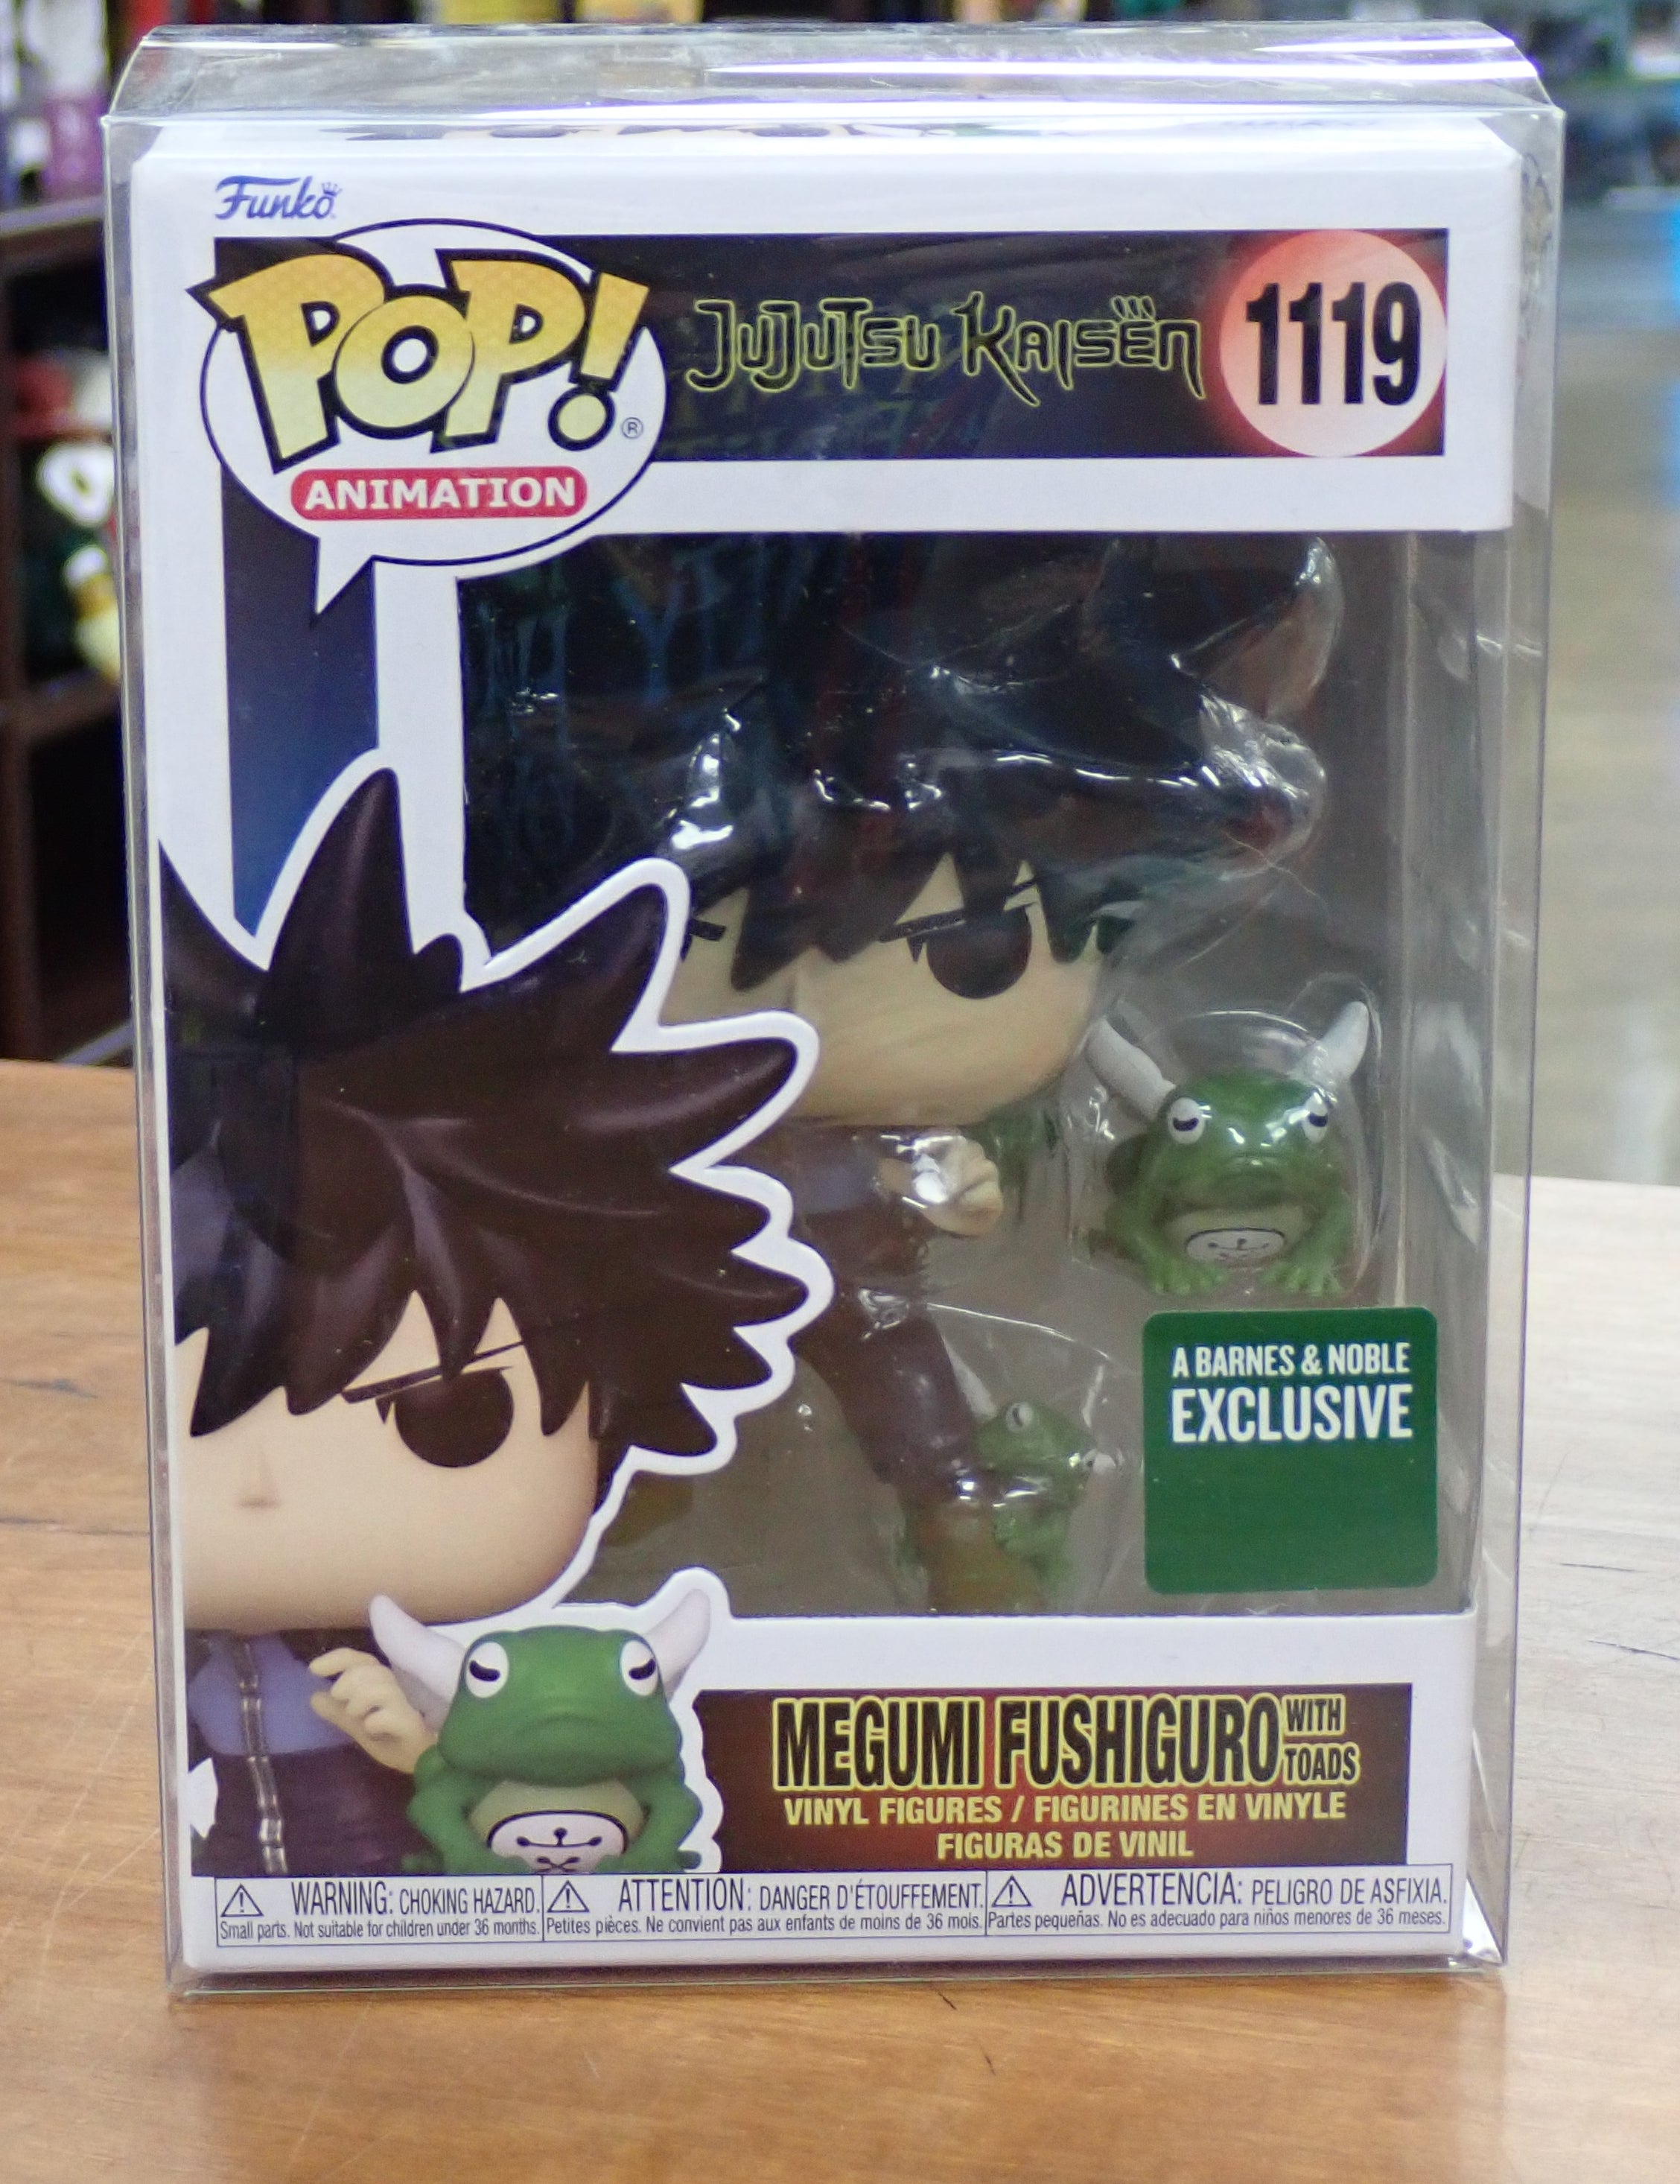 Funko
POP!®
ANIMATION
JUJUTSU KAISEN
1119
A BARNES & NOBLE
EXCLUSIVE
MEGUMI FUSHIGURO WITH TOADS
VINYL FIGURES / FIGURINES EN VINYLE
FIGURAS DE VINIL
WARNING: CHOKING HAZARD.
Small parts. Not suitable for children under 36 months.
ATTENTION: DANGER D'ÉTOUFFEMENT.
Petites pièces. Ne convient pas aux enfants de moins de 36 mois.
ADVERTENCIA: PELIGRO DE ASFIXIA.
Partes pequeñas. No es adecuado para niños menores de 36 meses.